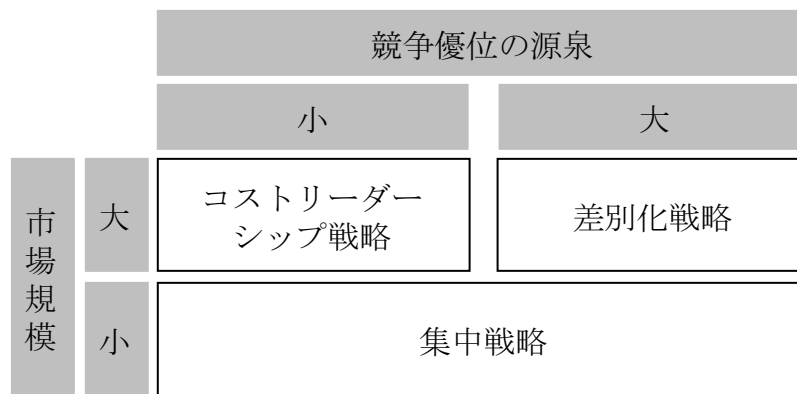 競争優位の源泉
小
大
市場規模
大
コストリーダー
シップ戦略
差別化戦略
小
集中戦略